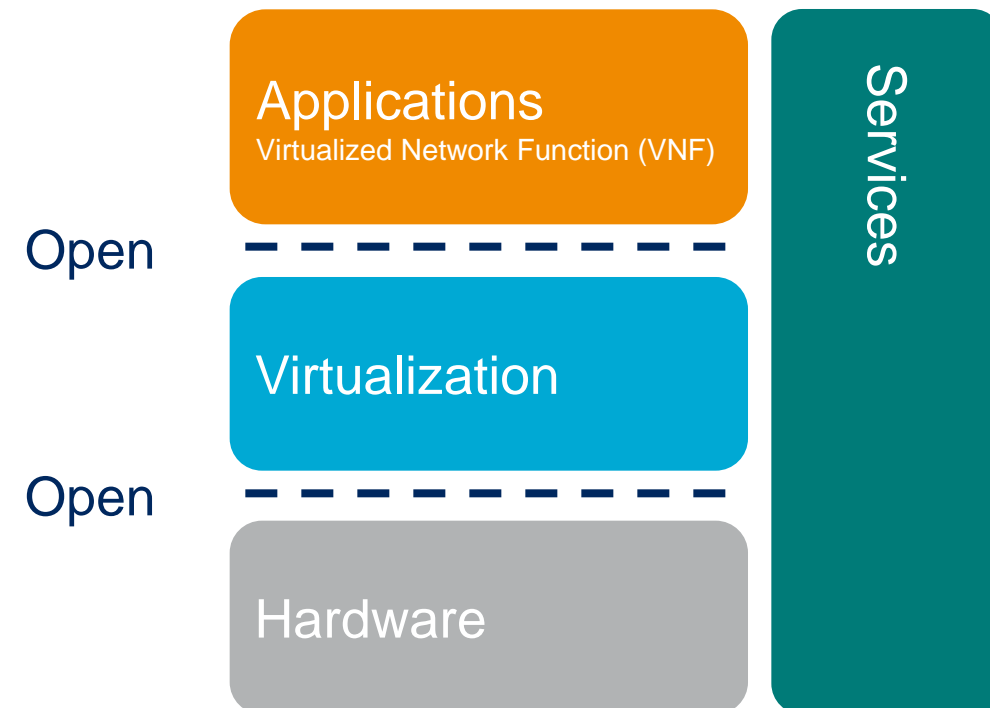 Applications
Virtualized Network Function (VNF)
Services
Open
Virtualization
Open
Hardware